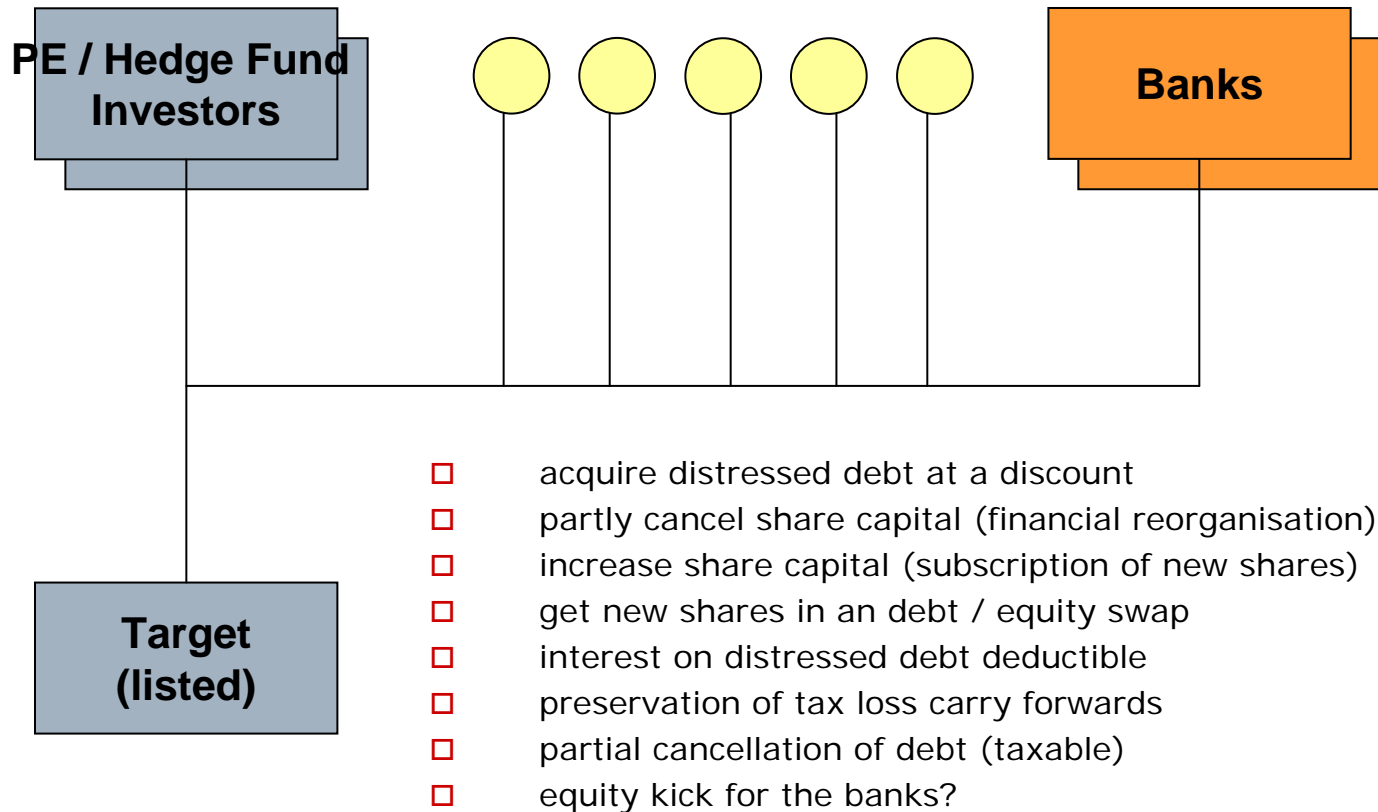 PE / Hedge Fund
Investors
Banks
acquire distressed debt at a discount
partly cancel share capital (financial reorganisation)
increase share capital (subscription of new shares)
get new shares in an debt / equity swap
interest on distressed debt deductible
preservation of tax loss carry forwards
partial cancellation of debt (taxable)
equity kick for the banks?
Target
(listed)